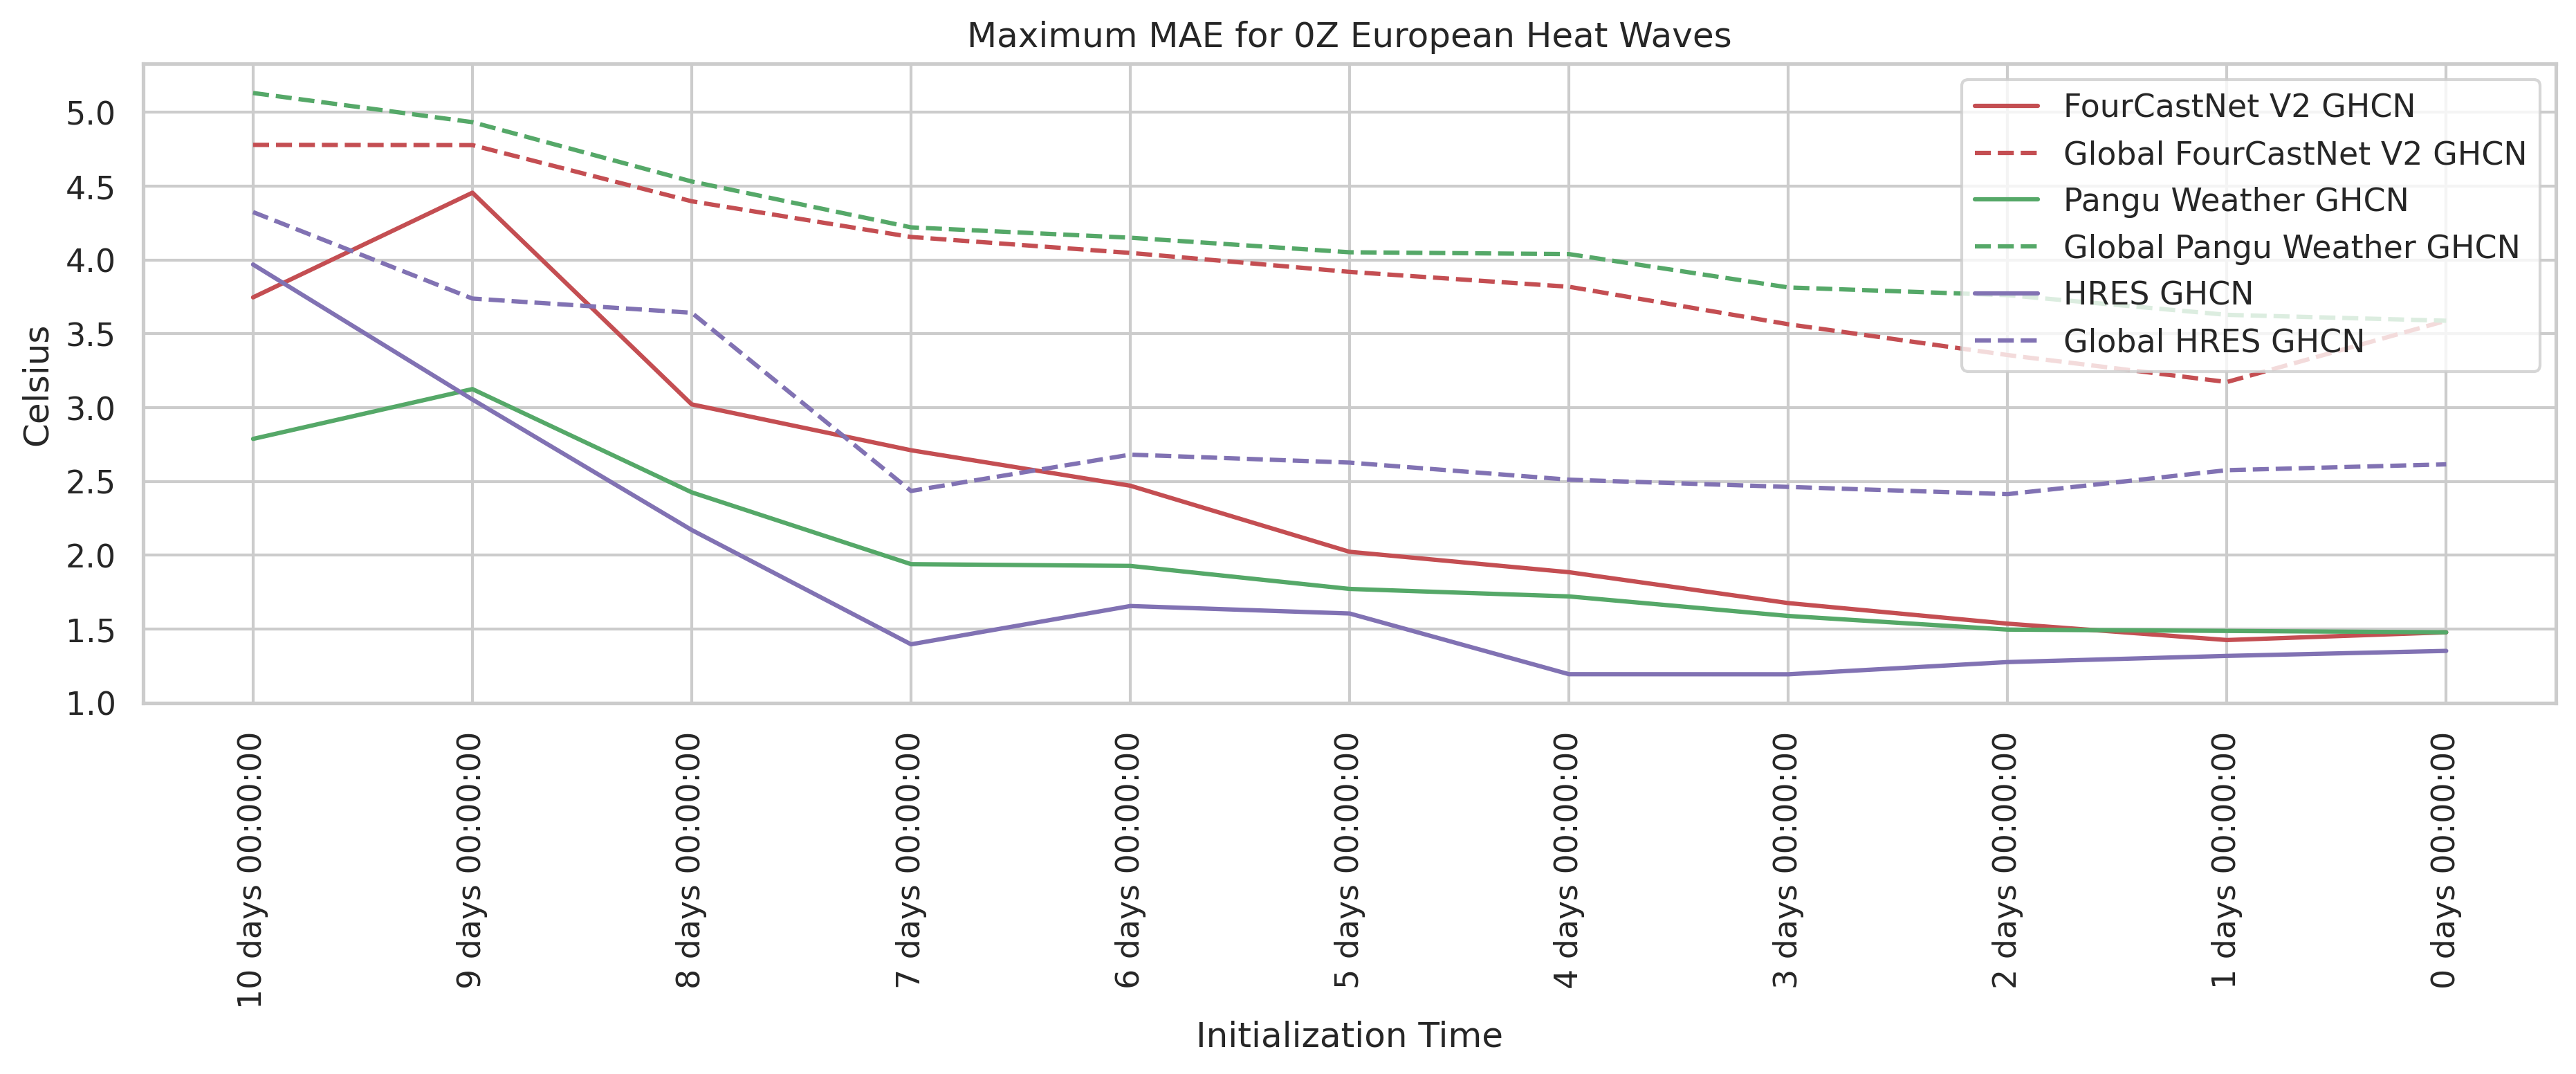 Maximum MAE for 0Z European Heat Waves
Celsius
5.0
4.5
4.0
3.5
3.0
2.5
2.0
1.5
1.0
FourCastNet V2 GHCN
Global FourCastNet V2 GHCN
Pangu Weather GHCN
Global Pangu Weather GHCN
HRES GHCN
Global HRES GHCN
10 days 00:00:00
9 days 00:00:00
8 days 00:00:00
7 days 00:00:00
6 days 00:00:00
5 days 00:00:00
4 days 00:00:00
3 days 00:00:00
2 days 00:00:00
1 days 00:00:00
0 days 00:00:00
Initialization Time